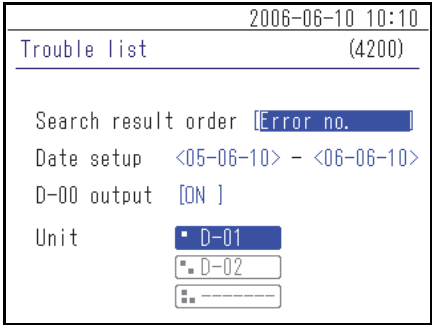 2006-06-10 10:10
Trouble list (4200)
Search result order [Error no. ]
Date setup <05-06-10> - <06-06-10>
D-00 output [ON ]
Unit D-01
D-02
-------